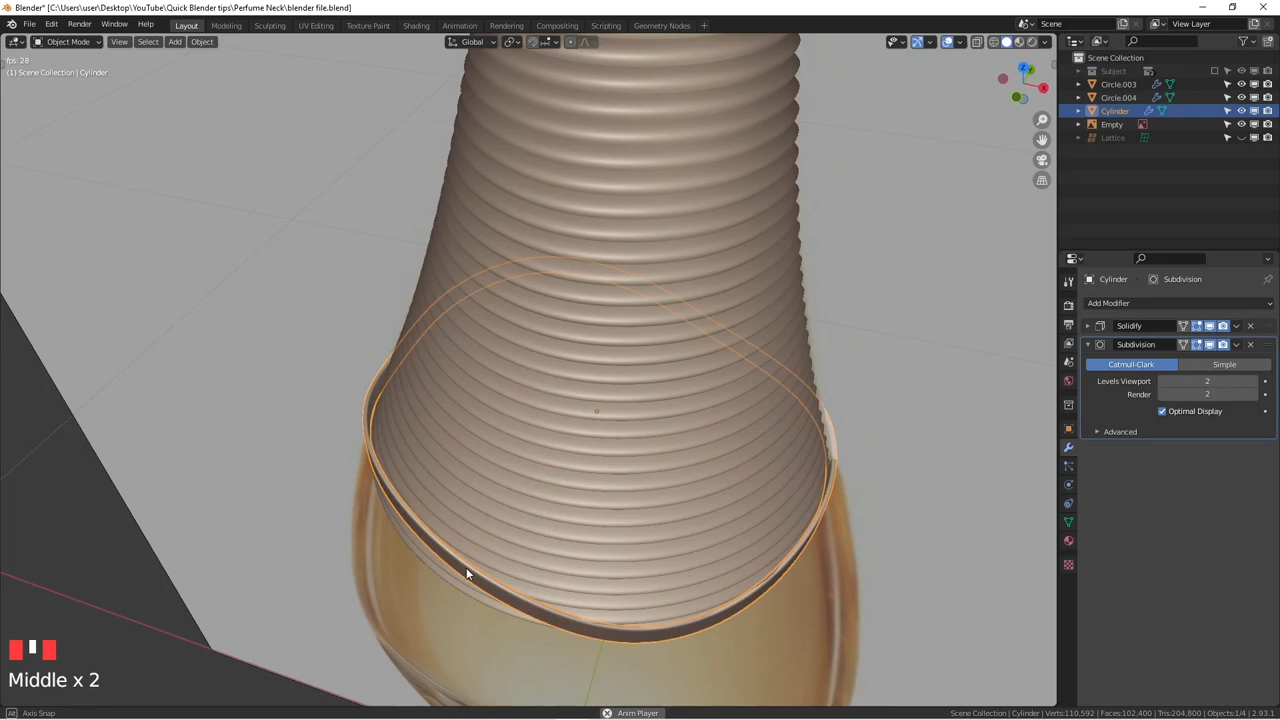 Blender* [C:\Users\user\Desktop\YouTube\Quick Blender tips\Perfume Neck\blender file.blend]
File Edit Render Window Help Layout Modeling Sculpting UV Editing Texture Paint Shading Animation Rendering Compositing Scripting Geometry Nodes + Scene View Layer
Object Mode View Select Add Object Global
fps: 28
(1) Scene Collection | Cylinder
Z
Y
X
Scene Collection
Subject
Circle.003
Circle.004
Cylinder
Empty
Lattice
Cylinder Subdivision
Add Modifier
Solidify
Subdivision
Catmull-Clark Simple
Levels Viewport 2
Render 2
Optimal Display
Advanced
Middle x 2
Alt Axis Snap Anim Player Scene Collection | Cylinder | Verts:110,592 | Faces:102,400 | Tris:204,800 | Objects:1/4 | 2.93.1